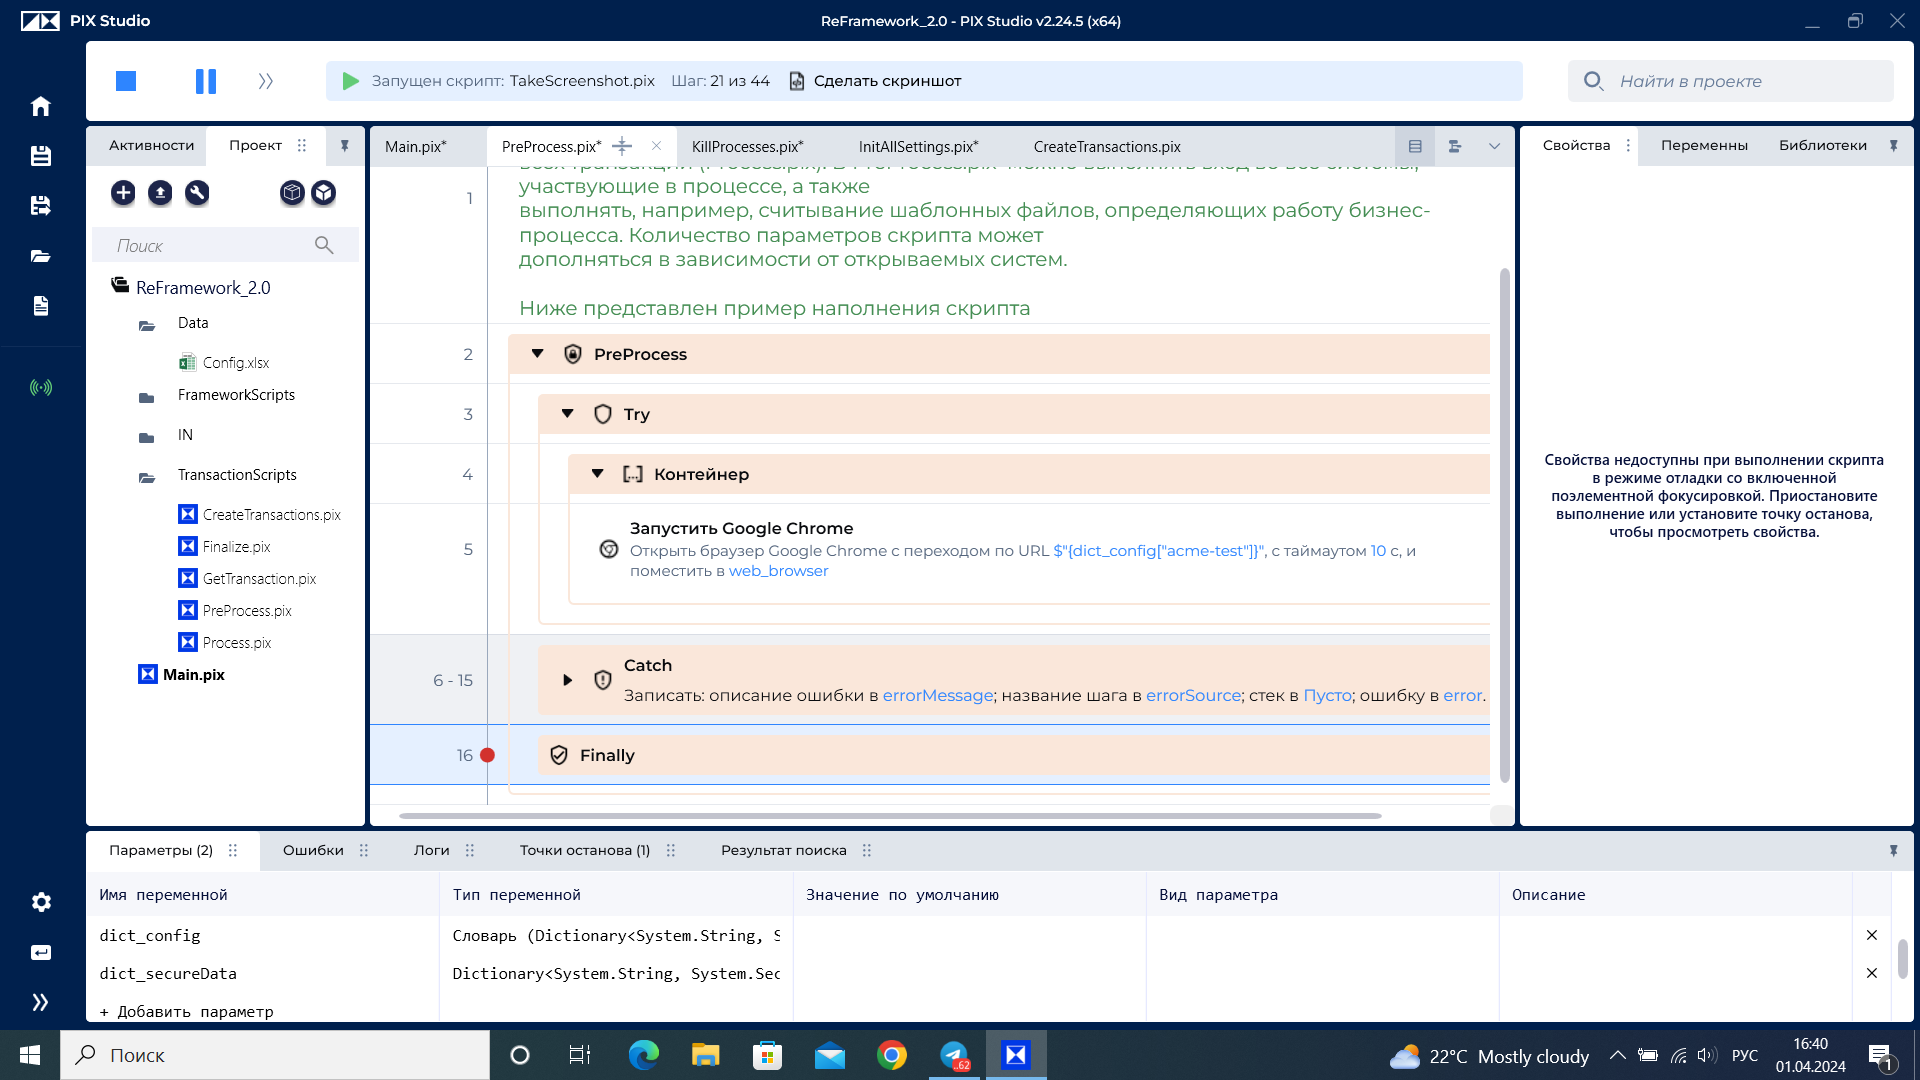 PIX Studio
ReFramework_2.0 - PIX Studio v2.24.5 (x64)
Запущен скрипт: TakeScreenshot.pix Шаг: 21 из 44 Сделать скриншот
Найти в проекте
Активности
Проект
Main.pix*
PreProcess.pix*
KillProcesses.pix*
InitAllSettings.pix*
CreateTransactions.pix
Свойства
Переменны
Библиотеки
Поиск
ReFramework_2.0
Data
Config.xlsx
FrameworkScripts
IN
TransactionScripts
CreateTransactions.pix
Finalize.pix
GetTransaction.pix
PreProcess.pix
Process.pix
Main.pix
1
участвующие в процессе, а также
выполнять, например, считывание шаблонных файлов, определяющих работу бизнес-
процесса. Количество параметров скрипта может
дополняться в зависимости от открываемых систем.
Ниже представлен пример наполнения скрипта
2 PreProcess
3 Try
4 Контейнер
5 Запустить Google Chrome
Открыть браузер Google Chrome с переходом по URL $"{dict_config["acme-test"]}", с таймаутом 10 с, и
поместить в web_browser
Catch
6 - 15
Записать: описание ошибки в errorMessage; название шага в errorSource; стек в Пусто; ошибку в error.
16 Finally
Свойства недоступны при выполнении скрипта
в режиме отладки со включенной
поэлементной фокусировкой. Приостановите
выполнение или установите точку останова,
чтобы просмотреть свойства.
Параметры (2)
Ошибки
Логи
Точки останова (1)
Результат поиска
Имя переменной
Тип переменной
Значение по умолчанию
Вид параметра
Описание
dict_config
Словарь (Dictionary<System.String, S
dict_secureData
Dictionary<System.String, System.Sec
+ Добавить параметр
Поиск
..62
22°C Mostly cloudy
РУС
16:40
01.04.2024
1